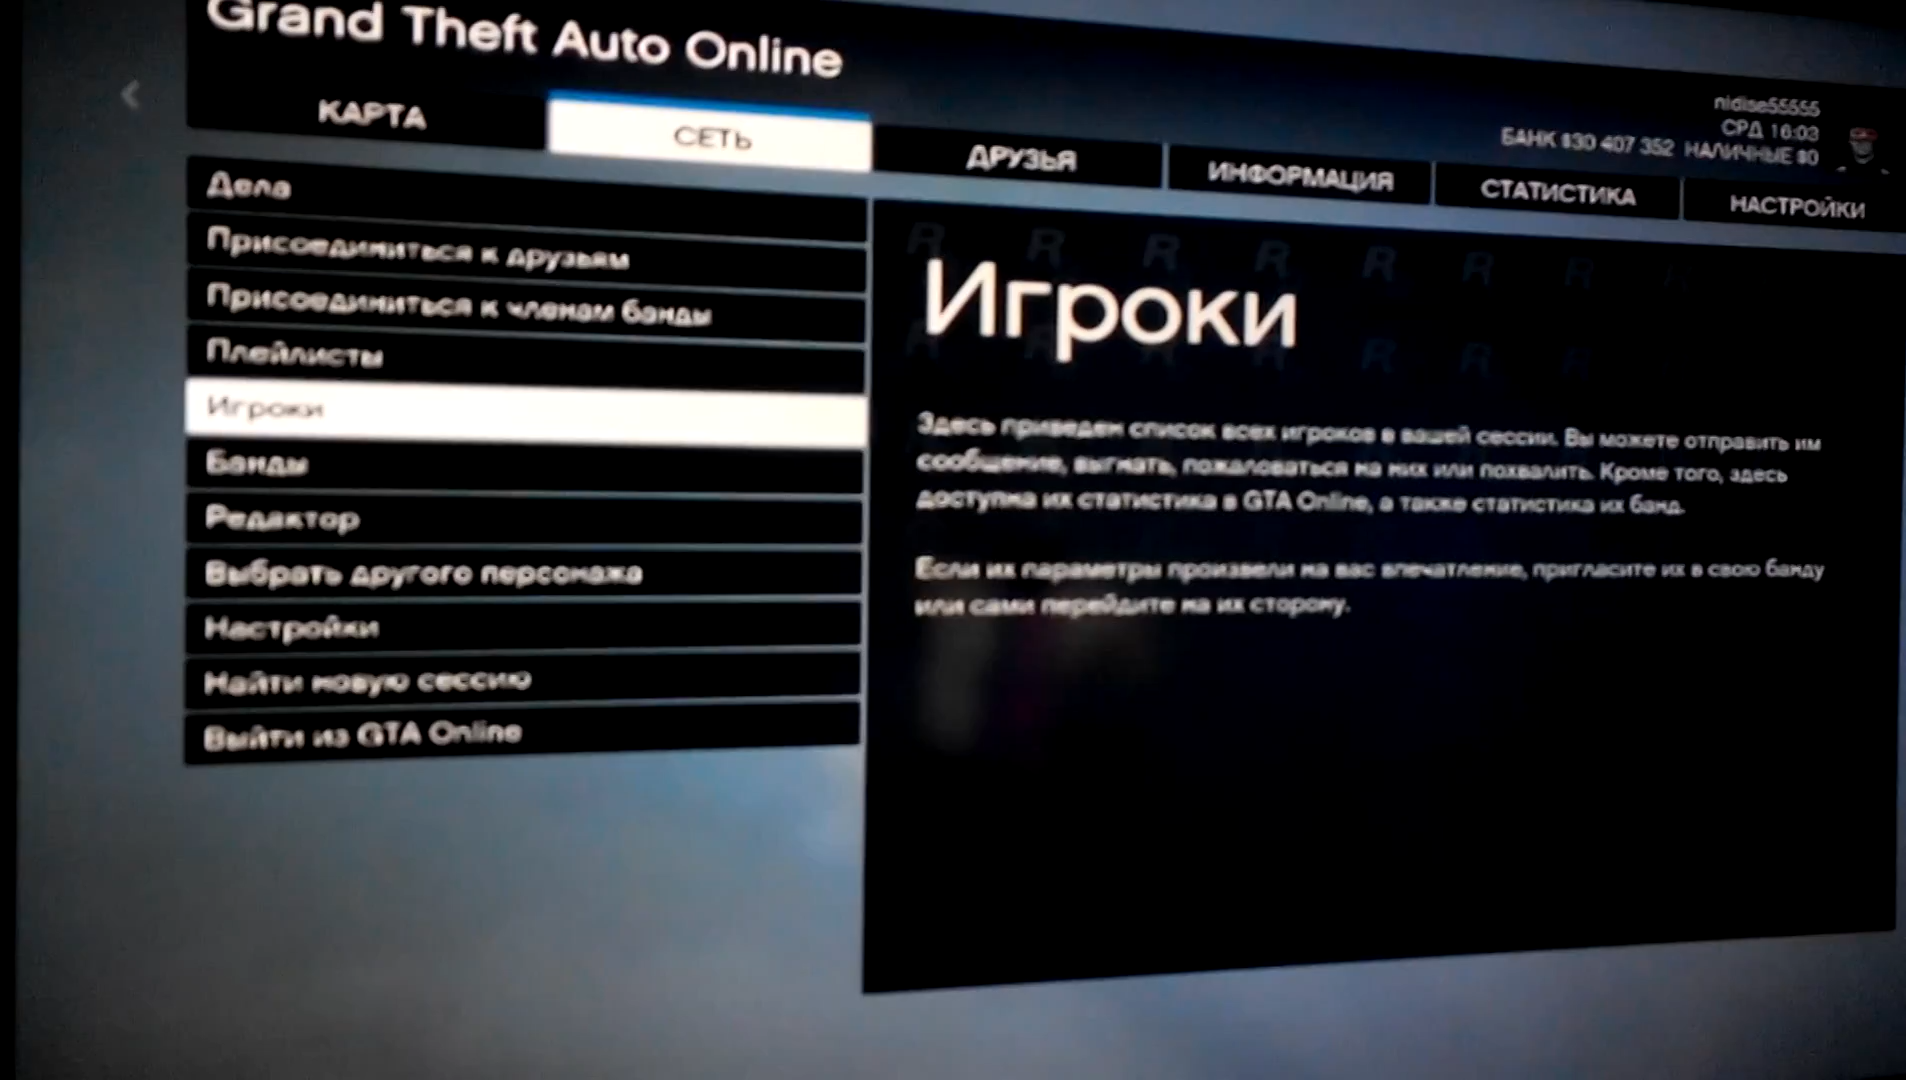 Grand Theft Auto Online
nidise55555
СРД 16:03
БАНК $30 407 352 НАЛИЧНЫЕ $0
КАРТА
СЕТЬ
ДРУЗЬЯ
ИНФОРМАЦИЯ
СТАТИСТИКА
НАСТРОЙКИ
Дела
Присоединиться к друзьям
Присоединиться к членам банды
Плейлисты
Игроки
Банды
Редактор
Выбрать другого персонажа
Настройки
Найти новую сессию
Выйти из GTA Online
Игроки
Здесь приведен список всех игроков в вашей сессии. Вы можете отправить им
сообщение, выгнать, пожаловаться на них или похвалить. Кроме того, здесь
доступна их статистика в GTA Online, а также статистика их банд.
Если их параметры произвели на вас впечатление, пригласите их в свою банду
или сами перейдите на их сторону.